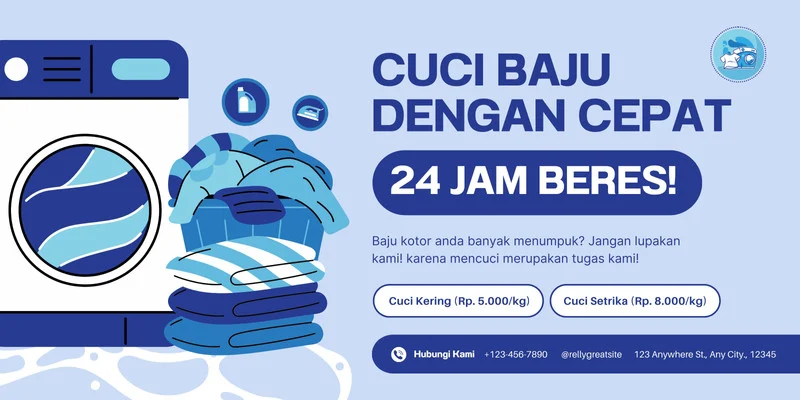 CUCI BAJU
DENGAN CEPAT
24 JAM BERES!
Baju kotor anda banyak menumpuk? Jangan lupakan
kami! karena mencuci merupakan tugas kami!
Cuci Kering (Rp. 5.000/kg)
Cuci Setrika (Rp. 8.000/kg)
Hubungi Kami +123-456-7890 @rellygreatsite 123 Anywhere St., Any City., 12345